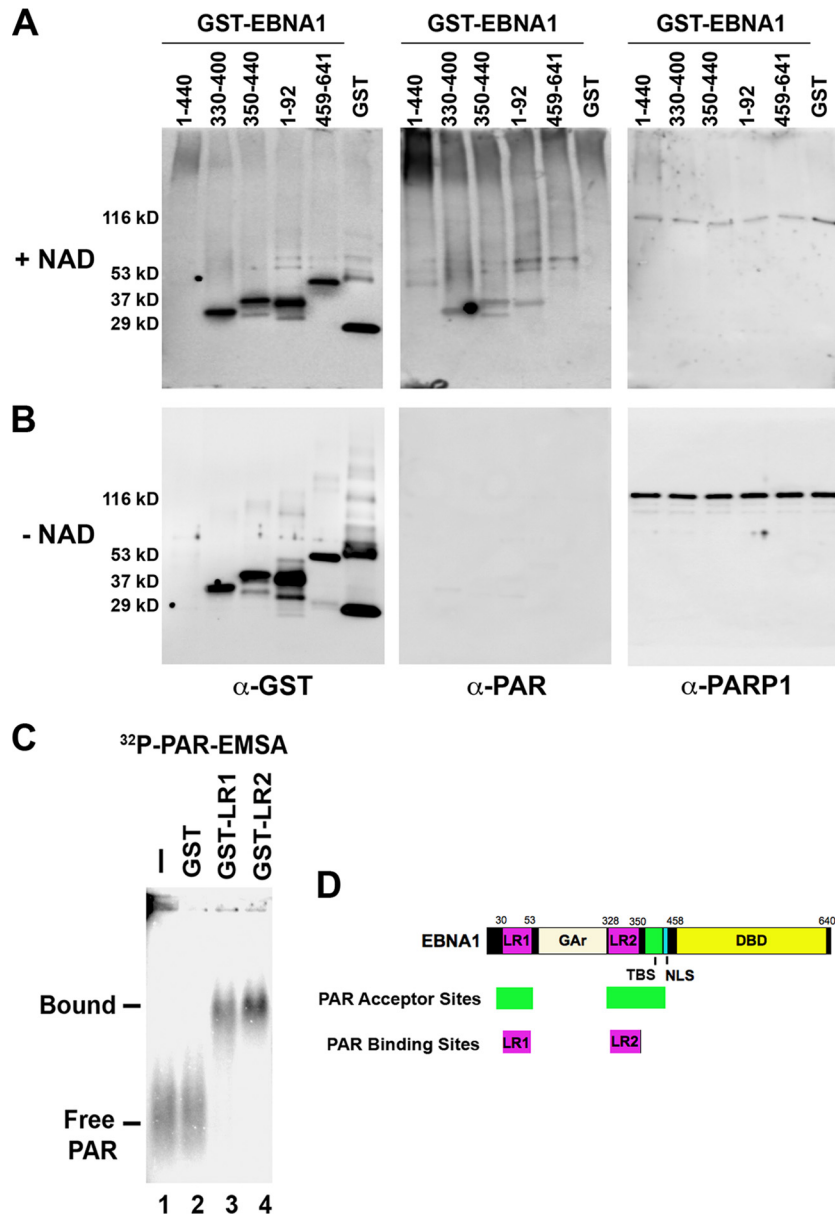 A
GST-EBNA1 GST-EBNA1 GST-EBNA1
1-440 330-400 350-440 1-92 459-641 GST 1-440 330-400 350-440 1-92 459-641 GST 1-440 330-400 350-440 1-92 459-641 GST
+ NAD
116 kD
53 kD
37 kD
29 kD
B
- NAD
116 kD
53 kD
37 kD
29 kD
α-GST α-PAR α-PARP1
C
³²P-PAR-EMSA
– GST GST-LR1 GST-LR2
Bound
Free PAR
1 2 3 4
D
30 53 328 350 458 640
EBNA1 LR1 GAr LR2 DBD
TBS NLS
PAR Acceptor Sites
PAR Binding Sites LR1 LR2